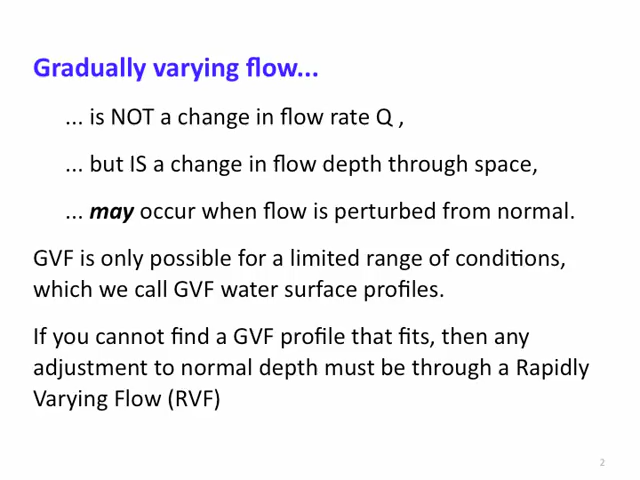 Gradually varying flow...
... is NOT a change in flow rate Q ,
... but IS a change in flow depth through space,
... may occur when flow is perturbed from normal.
GVF is only possible for a limited range of conditions,
which we call GVF water surface profiles.
If you cannot find a GVF profile that fits, then any
adjustment to normal depth must be through a Rapidly
Varying Flow (RVF)
2